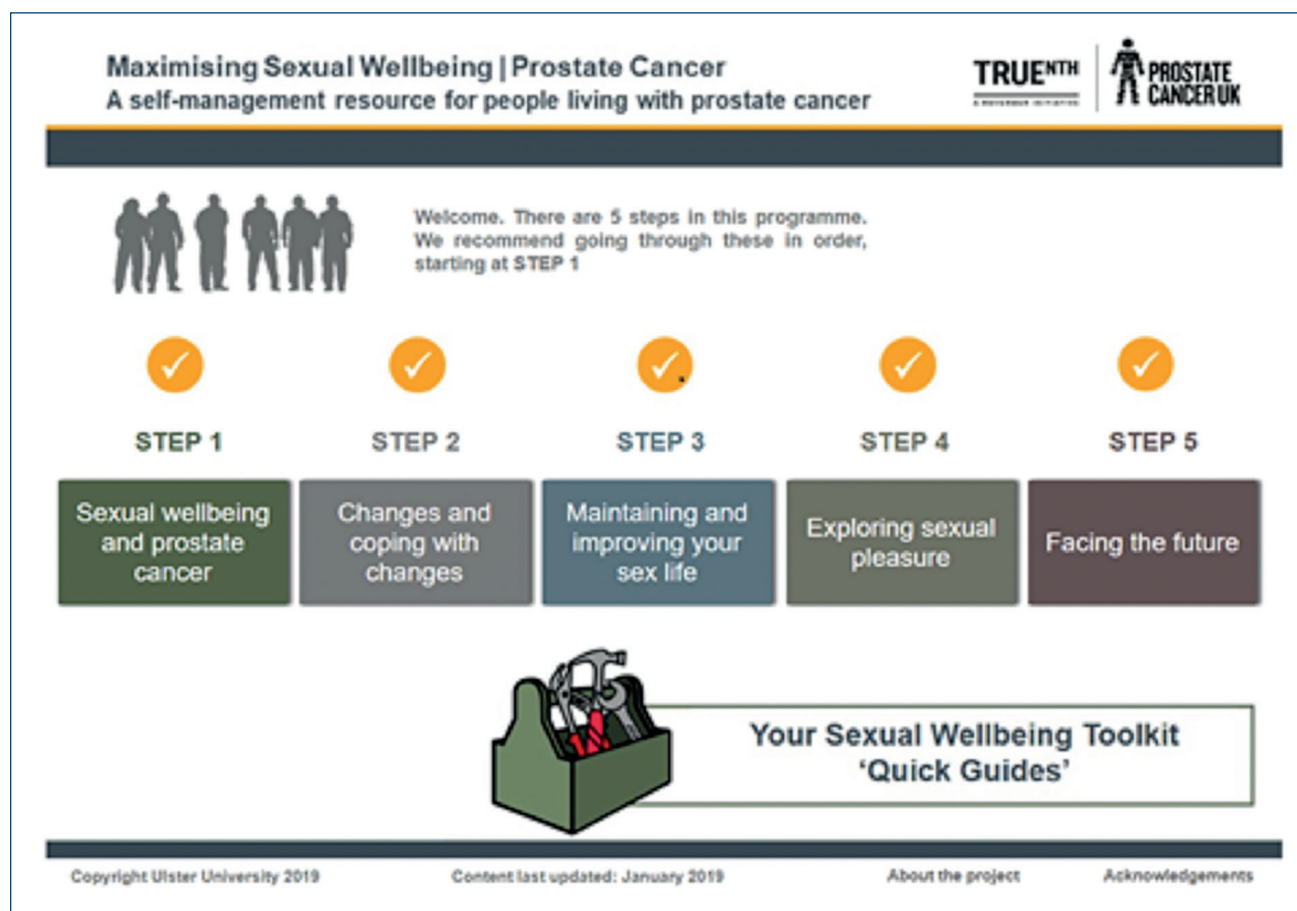 Maximising Sexual Wellbeing | Prostate Cancer
A self-management resource for people living with prostate cancer
TRUENTH
A MOVEMBER INITIATIVE
PROSTATE
CANCER UK
Welcome. There are 5 steps in this programme.
We recommend going through these in order,
starting at STEP 1
STEP 1
STEP 2
STEP 3
STEP 4
STEP 5
Sexual wellbeing
and prostate
cancer
Changes and
coping with
changes
Maintaining and
improving your
sex life
Exploring sexual
pleasure
Facing the future
Your Sexual Wellbeing Toolkit
‘Quick Guides’
Copyright Ulster University 2019
Content last updated: January 2019
About the project
Acknowledgements